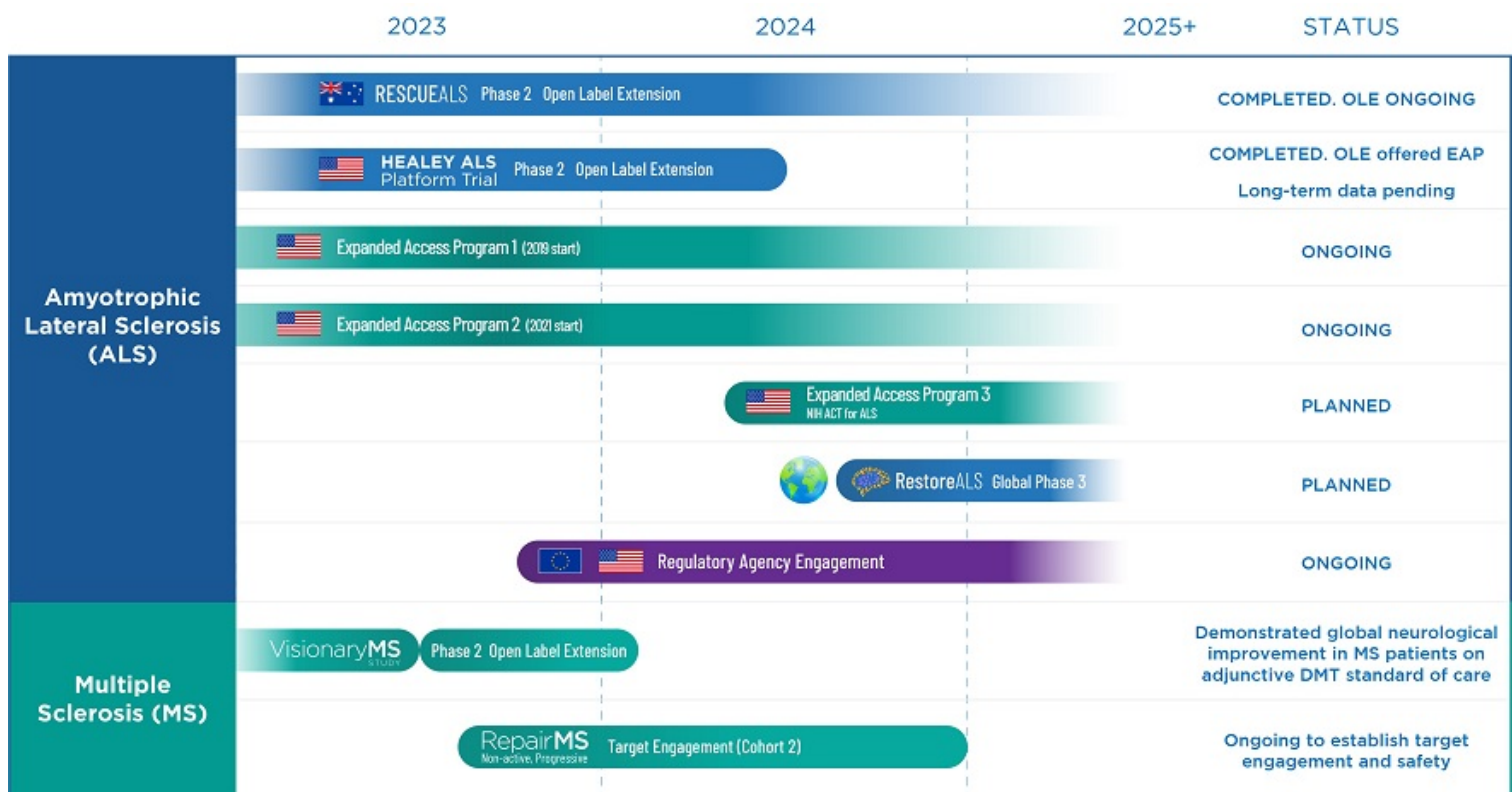 2023 2024 2025+ STATUS
Amyotrophic
Lateral Sclerosis
(ALS)
RESCUEALS Phase 2 Open Label Extension
COMPLETED. OLE ONGOING
HEALEY ALS
Platform Trial
Phase 2 Open Label Extension
COMPLETED. OLE offered EAP
Long-term data pending
Expanded Access Program 1 (2019 start)
ONGOING
Expanded Access Program 2 (2021 start)
ONGOING
Expanded Access Program 3
NIH ACT for ALS
PLANNED
RestoreALS Global Phase 3
PLANNED
Regulatory Agency Engagement
ONGOING
Multiple
Sclerosis (MS)
VisionaryMS
STUDY
Phase 2 Open Label Extension
Demonstrated global neurological
improvement in MS patients on
adjunctive DMT standard of care
RepairMS
Non-active, Progressive
Target Engagement (Cohort 2)
Ongoing to establish target
engagement and safety